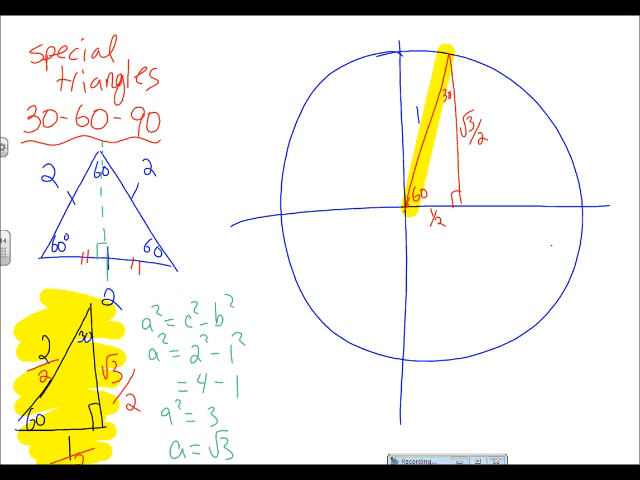 special
triangles
30-60-90
2
60
2
60°
60
2
2/2
30
√3/2
60
1/2
a² = c² - b²
a² = 2² - 1²
= 4 - 1
a² = 3
a = √3
1
30
√3/2
60
1/2
Recording...